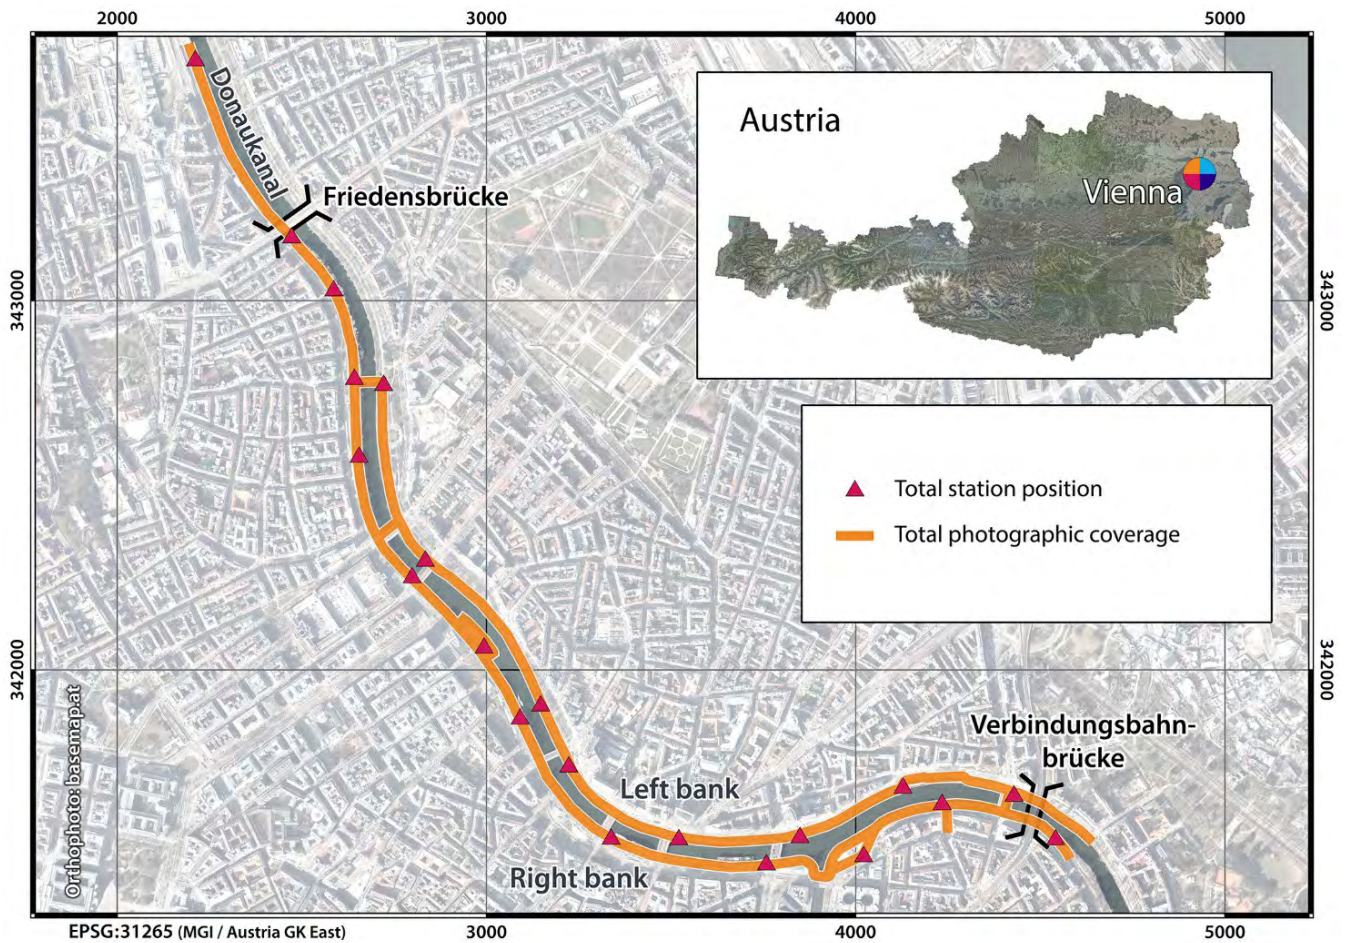 2000
3000
4000
5000
Austria
Vienna
Donaukanal
Friedensbrücke
343000
343000
Total station position
Total photographic coverage
342000
342000
Verbindungsbahn-
brücke
Left bank
Right bank
Orthophoto: basemap.at
EPSG:31265 (MGI / Austria GK East)
3000
4000
5000